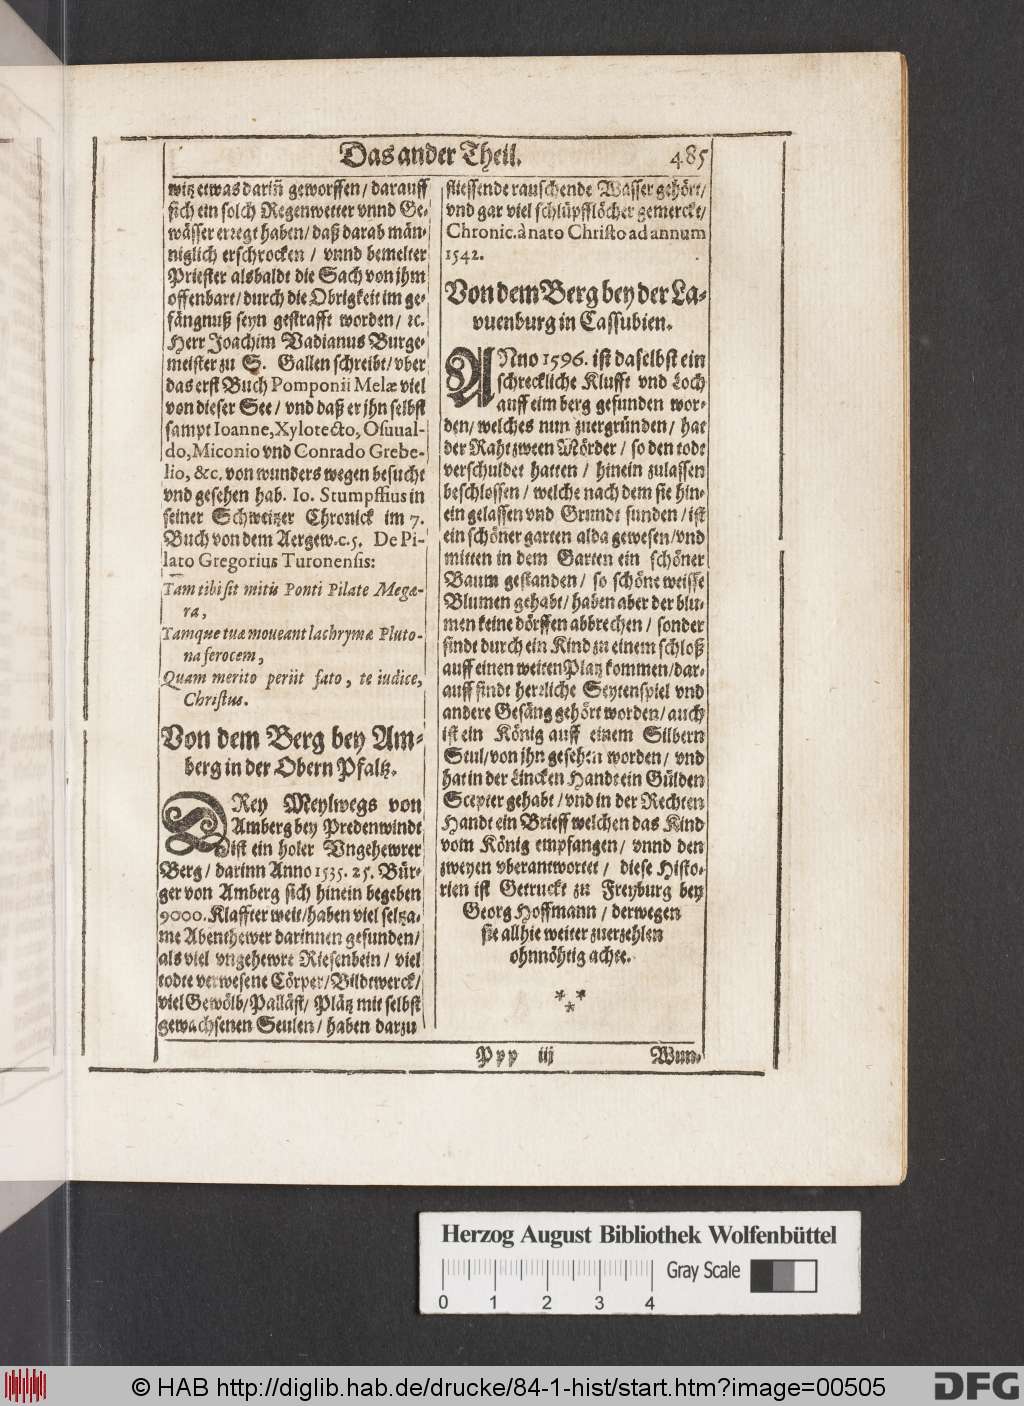 Das ander Theil. 485
witz etwas darin̄ geworffen / darauff
sich ein solch Regenwetter vnnd Ge-
wässer erregt haben / daß darab män-
niglich erschrocken / vnnd bemelter
Priester alsbaldt die Sach von ihm
offenbart / durch die Obrigkeit im ge-
fängnuß seyn gestrafft worden / ꝛc.
Herr Joachim Vadianus Burge-
meister zu S. Gallen schreibt / vber
das erst Buch Pomponii Melæ viel
von dieser See / vnd daß er jhn selbst
sampt Ioanne, Xylotecto, Osuual-
do, Miconio vnd Conrado Grebe-
lio, &c. von wunders wegen besucht
vnd gesehen hab. Io. Stumpffius in
seiner Schweitzer Chronick im 7.
Buch von dem Aergew. c. 5. De Pi-
lato Gregorius Turonensis:
Tam tibi sit mitis Ponti Pilate Megæ-
ra,
Tamque tuæ moueant lachrymæ Pluto-
na ferocem,
Quam merito periit fato, te iudice,
Christus.
Von dem Berg bey Am-
berg in der Obern Pfaltz.
DRey Meylwegs von
Amberg bey Predenwindt
ist ein holer Vngehewrer
Berg / darinn Anno 1535. 25. Bür-
ger von Amberg sich hinein begeben
9000. Klaffter weit / haben viel seltza-
me Abenthewer darinnen gefunden /
als viel vngehewre Riesenbein / viel
todte verwesene Cörper / Bildtwerck /
viel Gewölb / Palläst / Plätz mit selbst
gewachsenen Seulen / haben darzu
fliessende rauschende Wasser gehört /
vnd gar viel schlüpfflöcher gemerckt /
Chronic. à nato Christo ad annum
1542.
Von dem Berg bey der La-
vuenburg in Cassubien.
ANno 1596. ist daselbst ein
schreckliche Klufft vnd Loch
auff eim berg gefunden wor-
den / welches nun zuergründen / hat
der Raht zween Mörder / so den todt
verschuldet hatten / hinein zulassen
beschlossen / welche nach dem sie hin-
ein gelassen vnd Grundt funden / ist
ein schöner garten alda gewesen / vnd
mitten in dem Garten ein schöner
Baum gestanden / so schöne weisse
Blumen gehabt / haben aber der blu-
men keine dörffen abbrechen / sonder
sindt durch ein Kind zu einem schloß
auff einen weiten Platz kommen / dar-
auff sindt herrliche Seytenspiel vnd
andere Gesäng gehört worden / auch
ist ein König auff einem Silbern
Stul / von jhn gesehen worden / vnd
hat in der Lincken Handt ein Gülden
Scepter gehabt / vnd in der Rechten
Handt ein Brieff welchen das Kind
vom König empfangen / vnnd den
zweyen vberantwortet / diese Histo-
rien ist Getruckt zu Freyburg bey
Georg Hoffmann / derwegen
sie allhie weiter zuerzehlen
ohnnöhtig achte.
* * *
Ppp iij Wun-
Herzog August Bibliothek Wolfenbüttel
Gray Scale
0 1 2 3 4
© HAB http://diglib.hab.de/drucke/84-1-hist/start.htm?image=00505
DFG